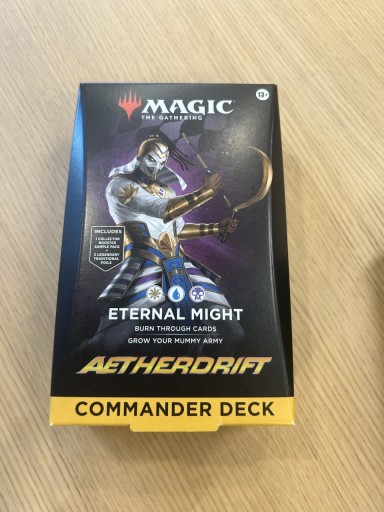 MAGIC
THE GATHERING
13+
INCLUDES
1 COLLECTOR
BOOSTER
SAMPLE PACK
+
2 LEGENDARY
TRADITIONAL
FOILS
ETERNAL MIGHT
BURN THROUGH CARDS
GROW YOUR MUMMY ARMY
AETHERDRIFT
COMMANDER DECK